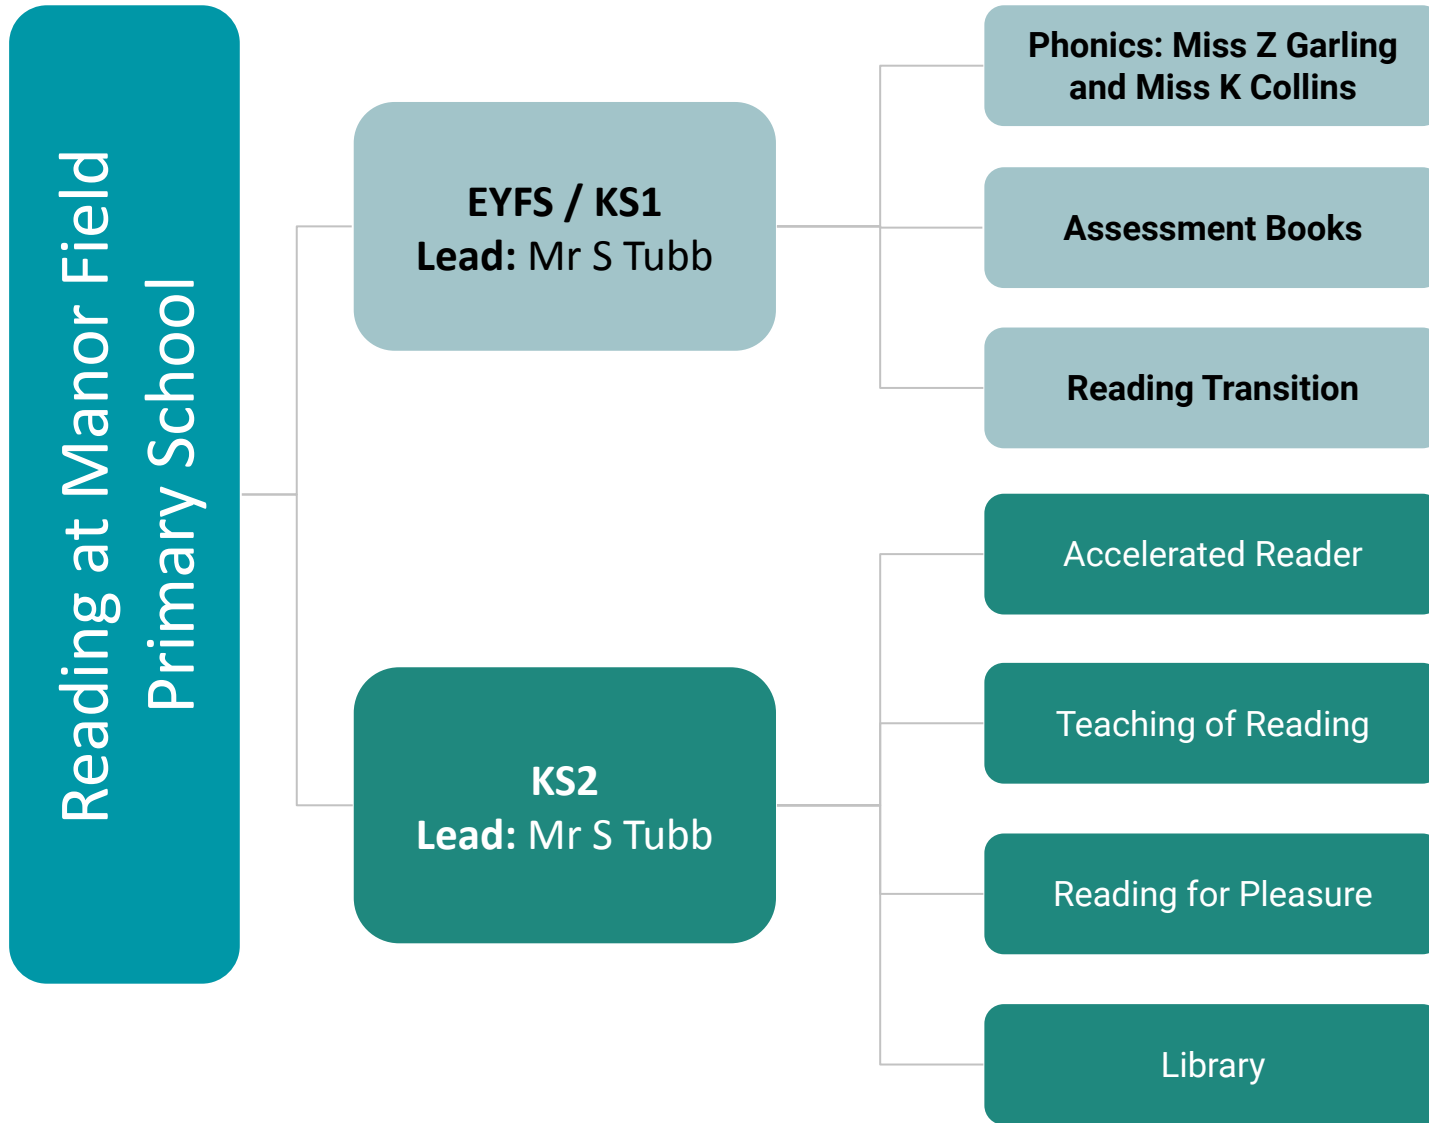 Reading at Manor Field
Primary School
EYFS / KS1
Lead: Mr S Tubb
Phonics: Miss Z Garling
and Miss K Collins
Assessment Books
Reading Transition
KS2
Lead: Mr S Tubb
Accelerated Reader
Teaching of Reading
Reading for Pleasure
Library